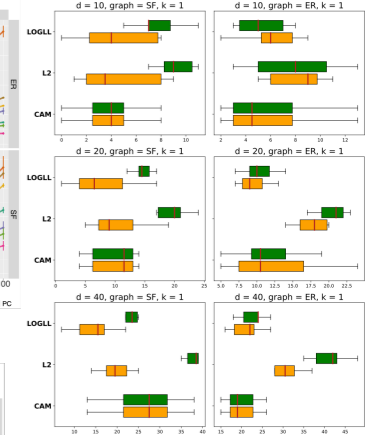 d = 10, graph = SF, k = 1
d = 10, graph = ER, k = 1
LOGLL
L2
CAM
0 2 4 6 8 10
2 4 6 8 10 12
ER
d = 20, graph = SF, k = 1
d = 20, graph = ER, k = 1
LOGLL
L2
CAM
0 5 10 15 20 25
5.0 7.5 10.0 12.5 15.0 17.5 20.0 22.5
SF
00
PC
d = 40, graph = SF, k = 1
d = 40, graph = ER, k = 1
LOGLL
L2
CAM
10 15 20 25 30 35 40
15 20 25 30 35 40 45